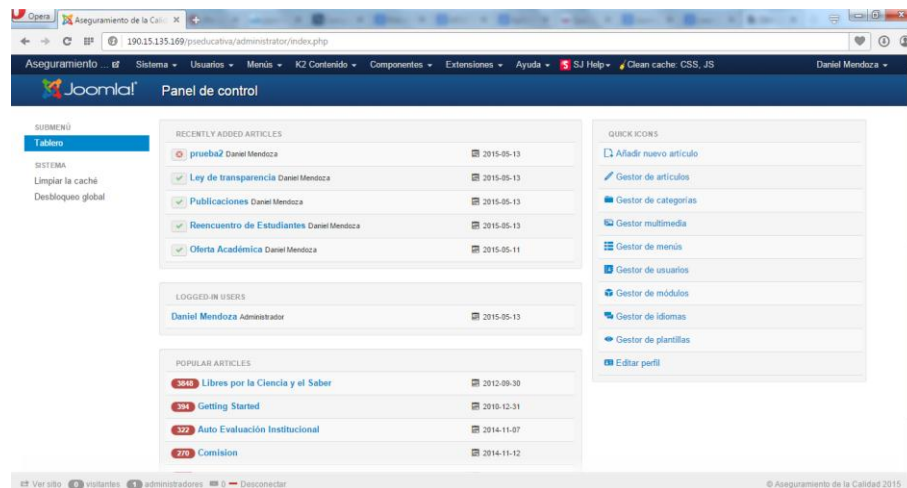 Opera
Aseguramiento de la Calid
190.15.135.169/pseducativa/administrator/index.php
Aseguramiento ... Sistema Usuarios Menús K2 Contenido Componentes Extensiones Ayuda SJ Help Clean cache: CSS, JS Daniel Mendoza
Joomla! Panel de control
SUBMENÚ
Tablero
SISTEMA
Limpiar la caché
Desbloqueo global
RECENTLY ADDED ARTICLES
prueba2 Daniel Mendoza 2015-05-13
Ley de transparencia Daniel Mendoza 2015-05-13
Publicaciones Daniel Mendoza 2015-05-13
Reencuentro de Estudiantes Daniel Mendoza 2015-05-13
Oferta Académica Daniel Mendoza 2015-05-11
LOGGED-IN USERS
Daniel Mendoza Administrador 2015-05-13
POPULAR ARTICLES
3848 Libres por la Ciencia y el Saber 2012-09-30
394 Getting Started 2010-12-31
322 Auto Evaluación Institucional 2014-11-07
270 Comision 2014-11-12
QUICK ICONS
Añadir nuevo artículo
Gestor de artículos
Gestor de categorías
Gestor multimedia
Gestor de menús
Gestor de usuarios
Gestor de módulos
Gestor de idiomas
Gestor de plantillas
Editar perfil
Ver sitio 0 visitantes 1 administradores 0 Desconectar © Aseguramiento de la Calidad 2015